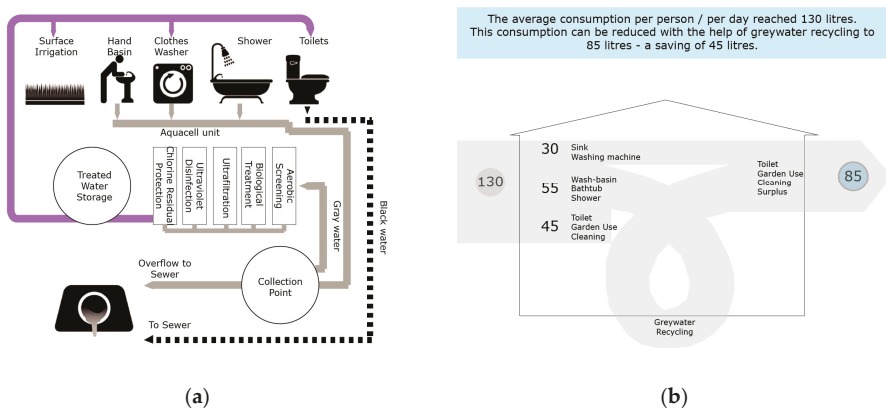 Surface
Irrigation
Hand
Basin
Clothes
Washer
Shower
Toilets
Aquacell unit
Treated
Water
Storage
Chlorine Residual
Protection
Ultraviolet
Disinfection
Ultrafiltration
Biological
Treatment
Aerobic
Screening
Gray water
Black water
Overflow to
Sewer
Collection
Point
To Sewer
(a)
The average consumption per person / per day reached 130 litres.
This consumption can be reduced with the help of greywater recycling to
85 litres - a saving of 45 litres.
130
30
Sink
Washing machine
55
Wash-basin
Bathtub
Shower
45
Toilet
Garden Use
Cleaning
Toilet
Garden Use
Cleaning
Surplus
85
Greywater
Recycling
(b)